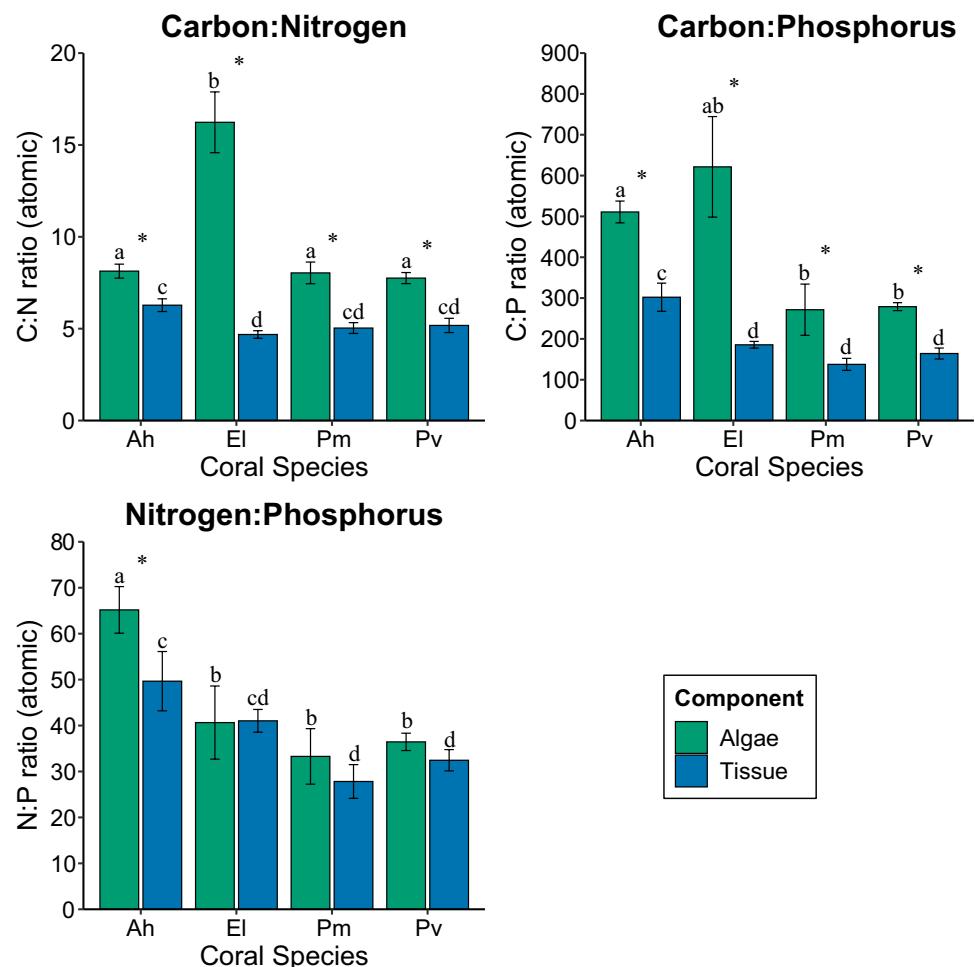 Carbon:Nitrogen
C:N ratio (atomic)
20
15
10
5
0
a
*
c
b
*
d
a
*
cd
a
*
cd
Ah El Pm Pv
Coral Species
Carbon:Phosphorus
C:P ratio (atomic)
900
800
700
600
500
400
300
200
100
0
a
*
c
ab
*
d
b
*
d
b
*
d
Ah El Pm Pv
Coral Species
Nitrogen:Phosphorus
N:P ratio (atomic)
80
70
60
50
40
30
20
10
0
a
*
c
b
cd
b
d
b
d
Ah El Pm Pv
Coral Species
Component
Algae
Tissue